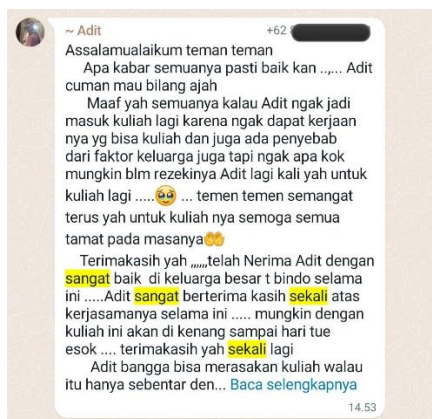 ~ Adit +62
Assalamualaikum teman teman
Apa kabar semuanya pasti baik kan ..,... Adit
cuman mau bilang ajah
Maaf yah semuanya kalau Adit ngak jadi
masuk kuliah lagi karena ngak dapat kerjaan
nya yg bisa kuliah dan juga ada penyebab
dari faktor keluarga juga tapi ngak apa kok
mungkin blm rezekinya Adit lagi kali yah untuk
kuliah lagi .....🥹 ... temen temen semangat
terus yah untuk kuliah nya semoga semua
tamat pada masanya🤲
Terimakasih yah ,,,,,,telah Nerima Adit dengan
sangat baik di keluarga besar t bindo selama
ini .....Adit sangat berterima kasih sekali atas
kerjasamanya selama ini ..... mungkin dengan
kuliah ini akan di kenang sampai hari tue
esok .... terimakasih yah sekali lagi
Adit bangga bisa merasakan kuliah walau
itu hanya sebentar den... Baca selengkapnya
14.53